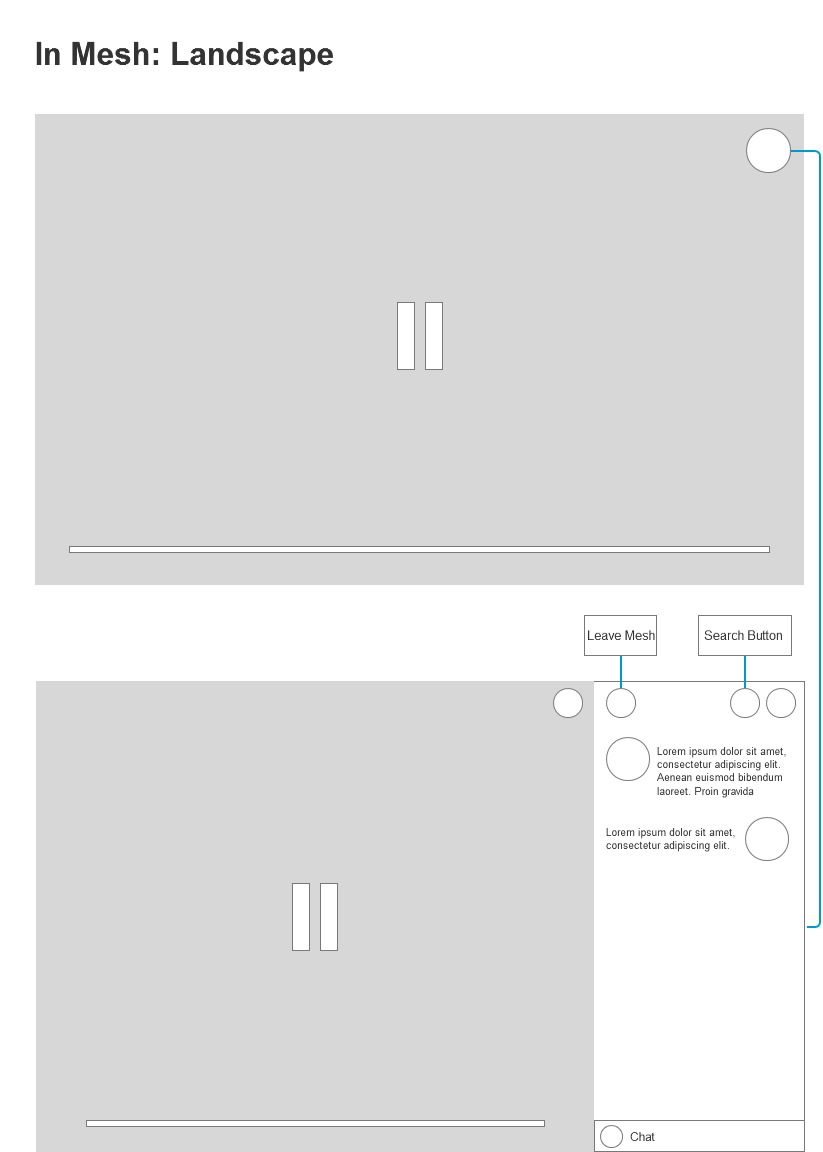 In Mesh: Landscape
Leave Mesh
Search Button
Lorem ipsum dolor sit amet,
consectetur adipiscing elit.
Aenean euismod bibendum
laoreet. Proin gravida
Lorem ipsum dolor sit amet,
consectetur adipiscing elit.
Chat